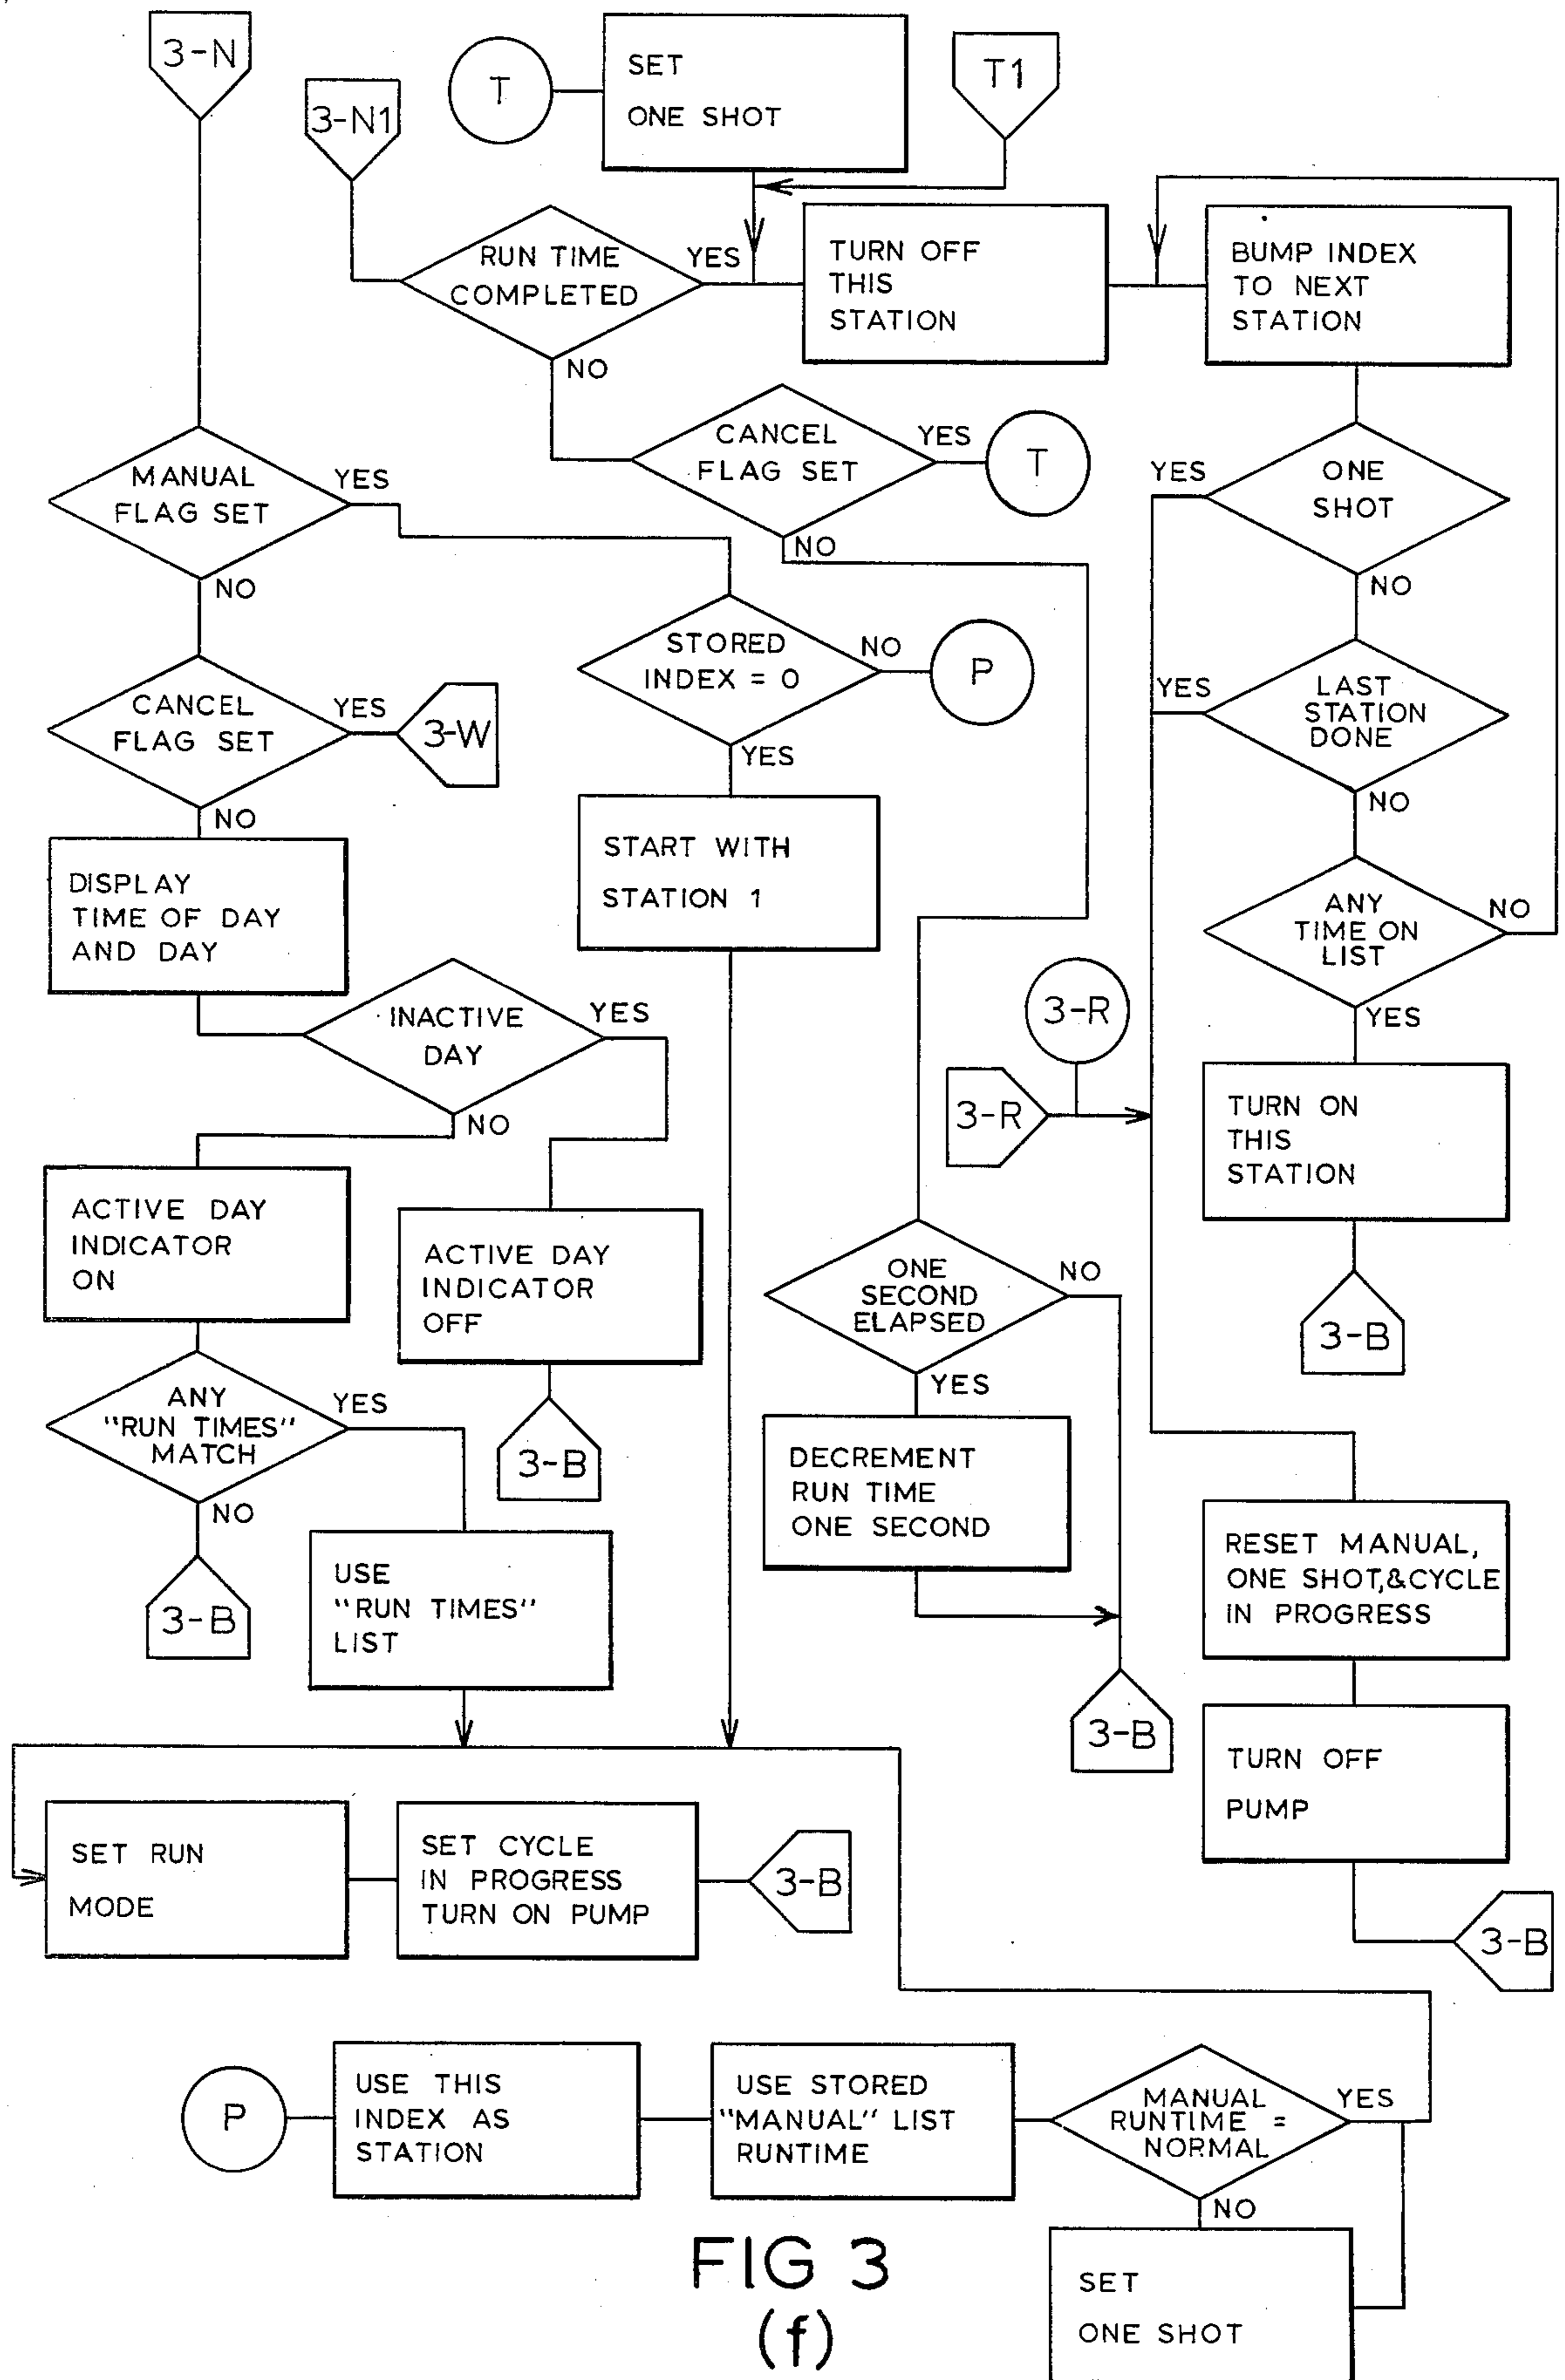 3-N
3-N1
T
SET
ONE SHOT
T1
RUN TIME
COMPLETED
YES
NO
TURN OFF
THIS
STATION
BUMP INDEX
TO NEXT
STATION
CANCEL
FLAG SET
YES
T
NO
ONE
SHOT
YES
NO
MANUAL
FLAG SET
YES
NO
STORED
INDEX = 0
NO
P
YES
LAST
STATION
DONE
YES
NO
CANCEL
FLAG SET
YES
3-W
NO
START WITH
STATION 1
DISPLAY
TIME OF DAY
AND DAY
ANY
TIME ON
LIST
NO
YES
INACTIVE
DAY
YES
NO
3-R
3-R
TURN ON
THIS
STATION
3-B
ACTIVE DAY
INDICATOR
ON
ACTIVE DAY
INDICATOR
OFF
3-B
ONE
SECOND
ELAPSED
NO
YES
ANY
"RUN TIMES"
MATCH
YES
NO
3-B
DECREMENT
RUN TIME
ONE SECOND
3-B
USE
"RUN TIMES"
LIST
RESET MANUAL,
ONE SHOT,&CYCLE
IN PROGRESS
TURN OFF
PUMP
3-B
SET RUN
MODE
SET CYCLE
IN PROGRESS
TURN ON PUMP
3-B
P
USE THIS
INDEX AS
STATION
USE STORED
"MANUAL" LIST
RUNTIME
MANUAL
RUNTIME =
NORMAL
YES
NO
SET
ONE SHOT
FIG 3
(f)